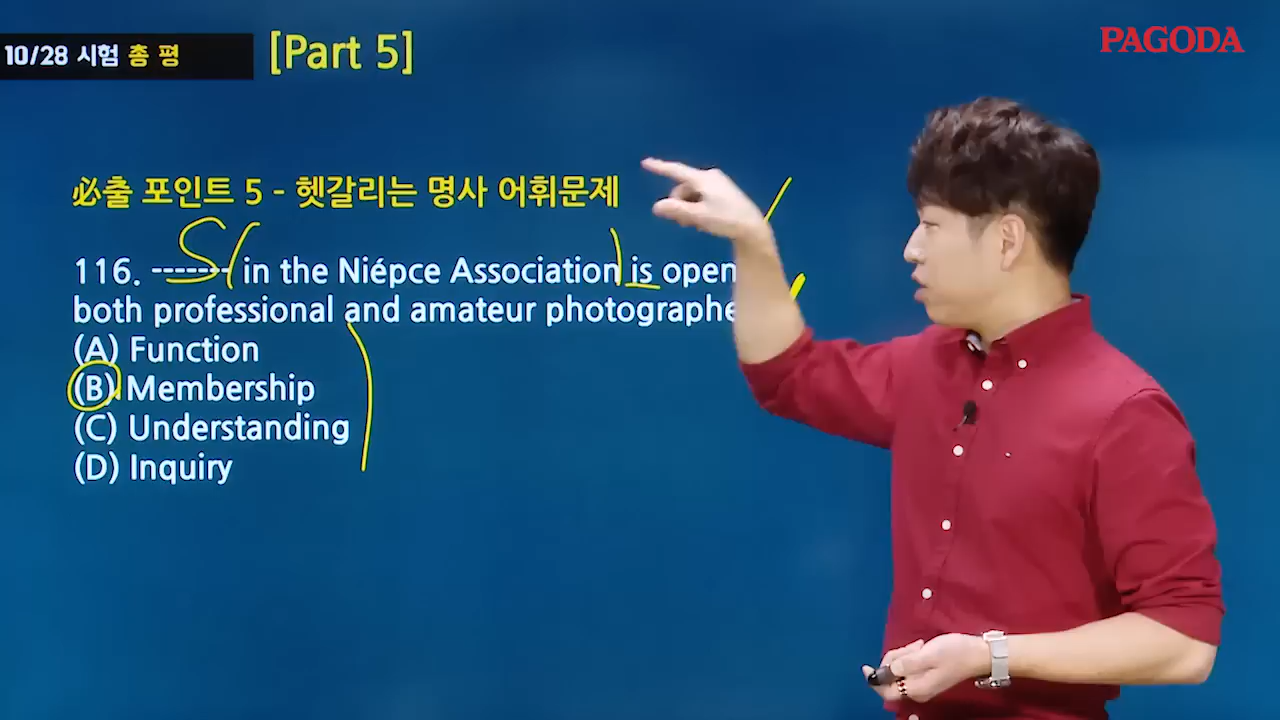 10/28 시험 총 평
[Part 5]
PAGODA
必출 포인트 5 - 헷갈리는 명사 어휘문제
S
116. ------- in the Niépce Association is open
both professional and amateur photographe
(A) Function
(B) Membership
(C) Understanding
(D) Inquiry